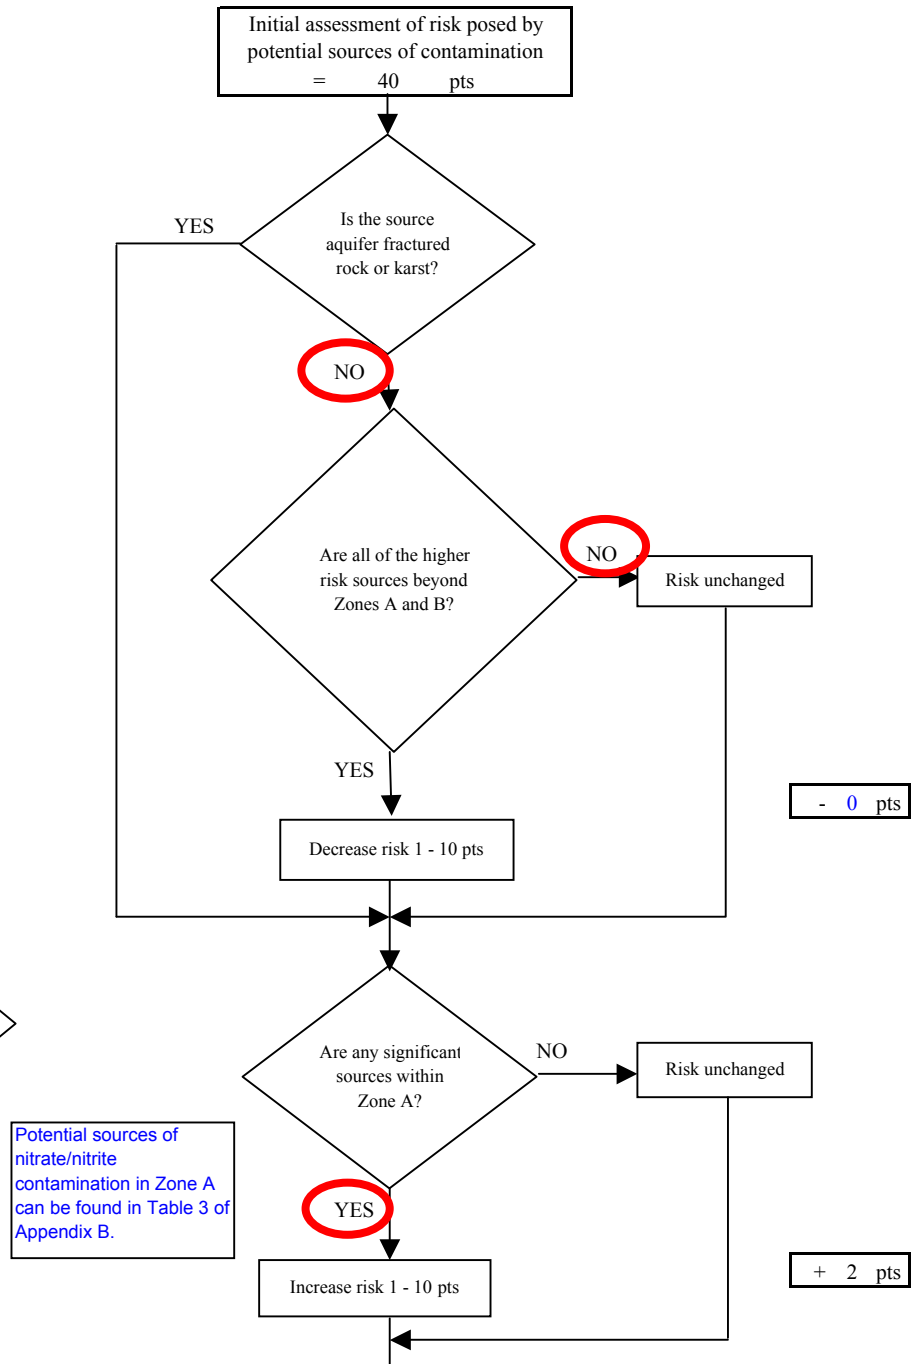 Initial assessment of risk posed by
potential sources of contamination
= 40 pts
YES
Is the source
aquifer fractured
rock or karst?
NO
Are all of the higher
risk sources beyond
Zones A and B?
NO
Risk unchanged
YES
- 0 pts
Decrease risk 1 - 10 pts
Are any significant
sources within
Zone A?
NO
Risk unchanged
Potential sources of
nitrate/nitrite
contamination in Zone A
can be found in Table 3 of
Appendix B.
YES
Increase risk 1 - 10 pts
+ 2 pts